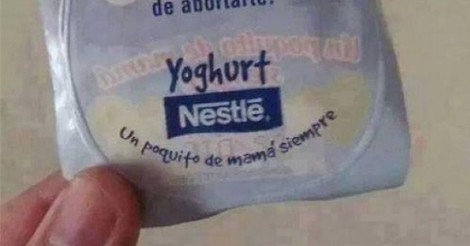 de abortarte.
Yoghurt
Nestlé®
Un poquito de mamá siempre